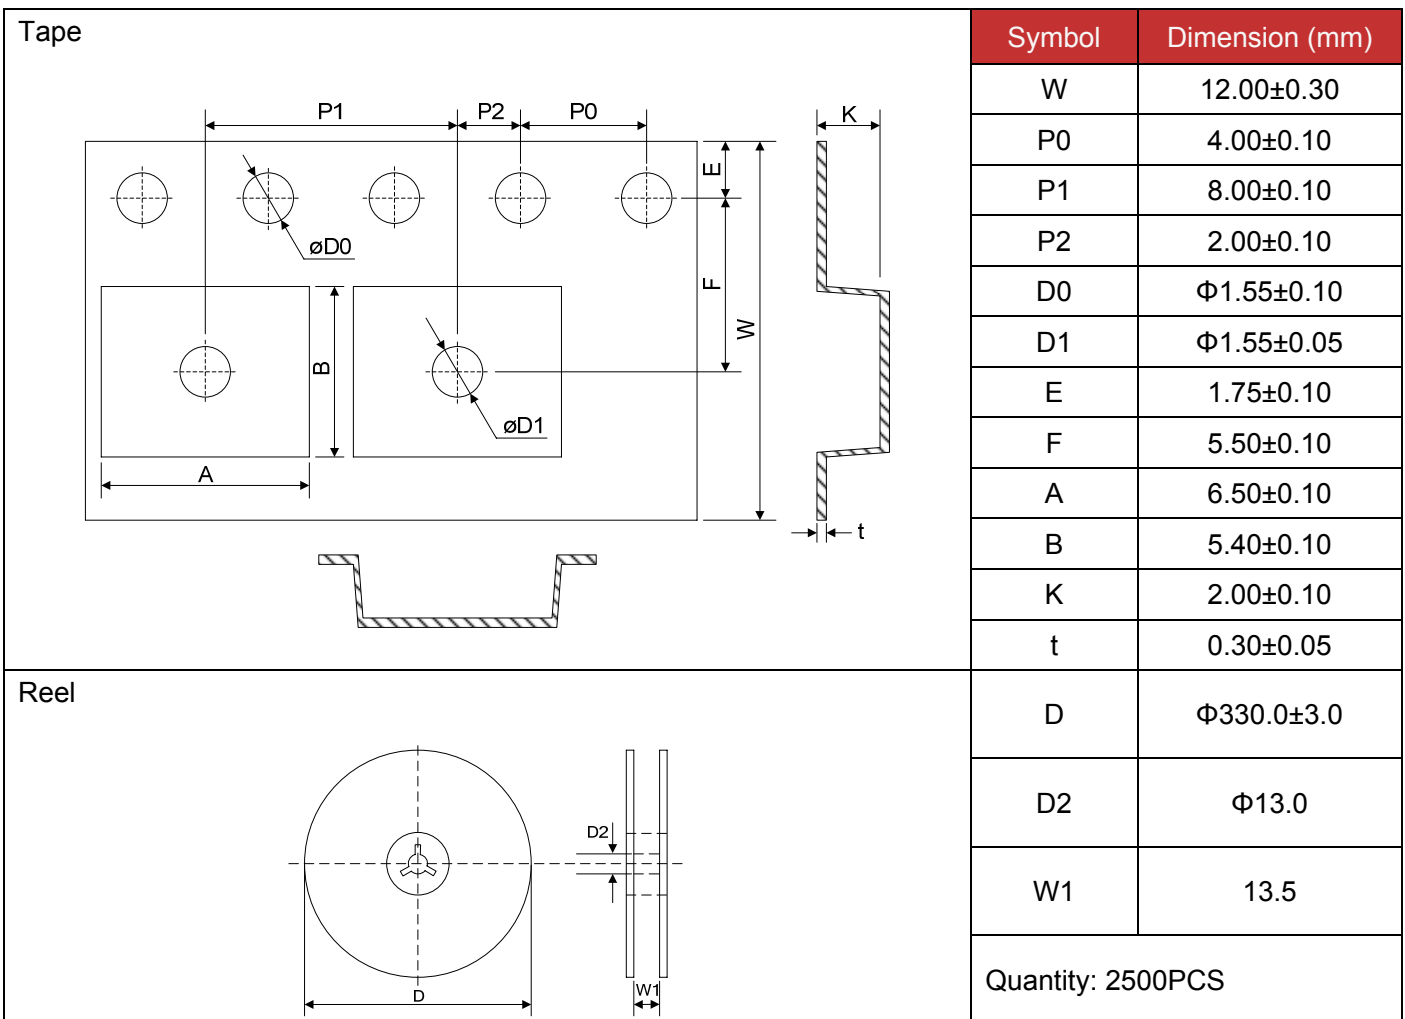 Tape
P1 P2 P0
K
E
øD0
F
W
B
øD1
A
t
Symbol Dimension (mm)
W 12.00±0.30
P0 4.00±0.10
P1 8.00±0.10
P2 2.00±0.10
D0 Φ1.55±0.10
D1 Φ1.55±0.05
E 1.75±0.10
F 5.50±0.10
A 6.50±0.10
B 5.40±0.10
K 2.00±0.10
t 0.30±0.05
Reel
D2
D
W1
D Φ330.0±3.0
D2 Φ13.0
W1 13.5
Quantity: 2500PCS